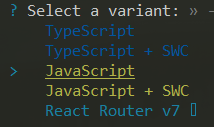 ? Select a variant: » -
TypeScript
TypeScript + SWC
> JavaScript
JavaScript + SWC
React Router v7